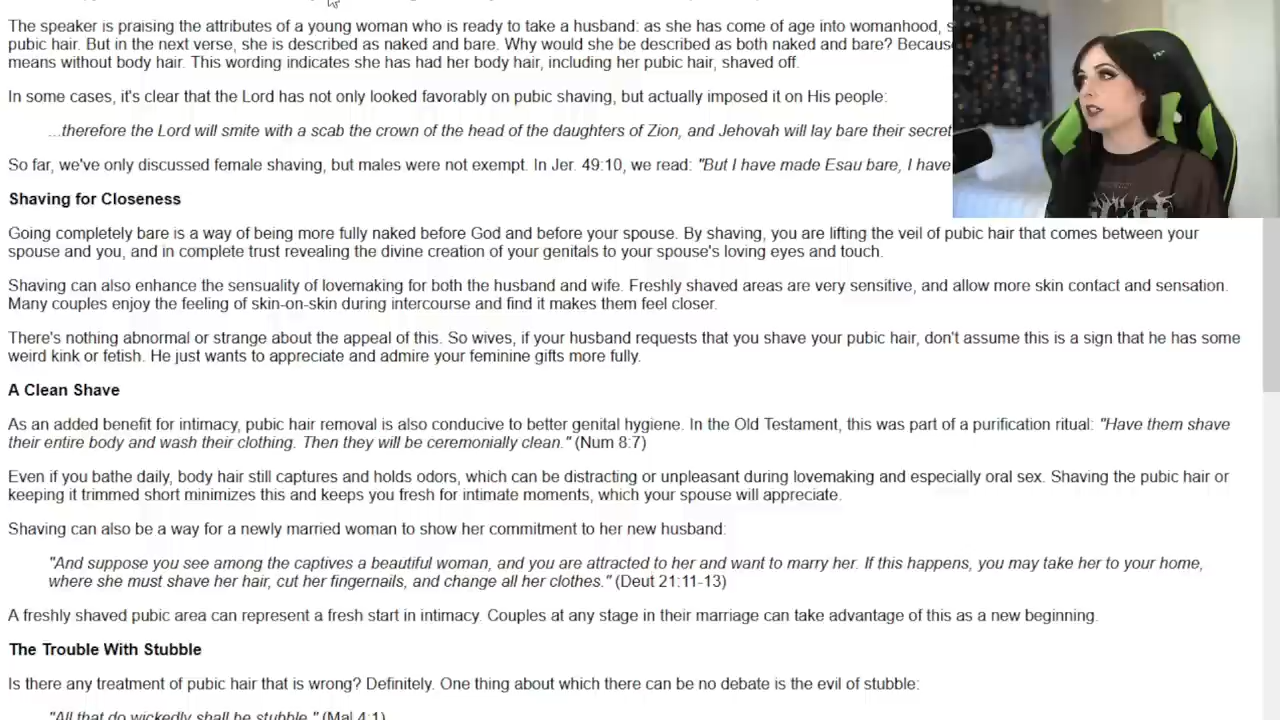 The speaker is praising the attributes of a young woman who is ready to take a husband: as she has come of age into womanhood,
pubic hair. But in the next verse, she is described as naked and bare. Why would she be described as both naked and bare?
means without body hair. This wording indicates she has had her body hair, including her pubic hair, shaved off.
In some cases, it's clear that the Lord has not only looked favorably on pubic shaving, but actually imposed it on His people:
...therefore the Lord will smite with a scab the crown of the head of the daughters of Zion, and Jehovah will lay bare their
So far, we've only discussed female shaving, but males were not exempt. In Jer. 49:10, we read: "But I have made Esau bare, I have
Shaving for Closeness
Going completely bare is a way of being more fully naked before God and before your spouse. By shaving, you are lifting the veil of pubic hair that comes between your
spouse and you, and in complete trust revealing the divine creation of your genitals to your spouse's loving eyes and touch.
Shaving can also enhance the sensuality of lovemaking for both the husband and wife. Freshly shaved areas are very sensitive, and allow more skin contact and sensation.
Many couples enjoy the feeling of skin-on-skin during intercourse and find it makes them feel closer.
There's nothing abnormal or strange about the appeal of this. So wives, if your husband requests that you shave your pubic hair, don't assume this is a sign that he has some
weird kink or fetish. He just wants to appreciate and admire your feminine gifts more fully.
A Clean Shave
As an added benefit for intimacy, pubic hair removal is also conducive to better genital hygiene. In the Old Testament, this was part of a purification ritual: "Have them shave
their entire body and wash their clothing. Then they will be ceremonially clean." (Num 8:7)
Even if you bathe daily, body hair still captures and holds odors, which can be distracting or unpleasant during lovemaking and especially oral sex. Shaving the pubic hair or
keeping it trimmed short minimizes this and keeps you fresh for intimate moments, which your spouse will appreciate.
Shaving can also be a way for a newly married woman to show her commitment to her new husband:
"And suppose you see among the captives a beautiful woman, and you are attracted to her and want to marry her. If this happens, you may take her to your home,
where she must shave her hair, cut her fingernails, and change all her clothes." (Deut 21:11-13)
A freshly shaved pubic area can represent a fresh start in intimacy. Couples at any stage in their marriage can take advantage of this as a new beginning.
The Trouble With Stubble
Is there any treatment of pubic hair that is wrong? Definitely. One thing about which there can be no debate is the evil of stubble:
"All that do wickedly shall be stubble." (Mal 4:1)